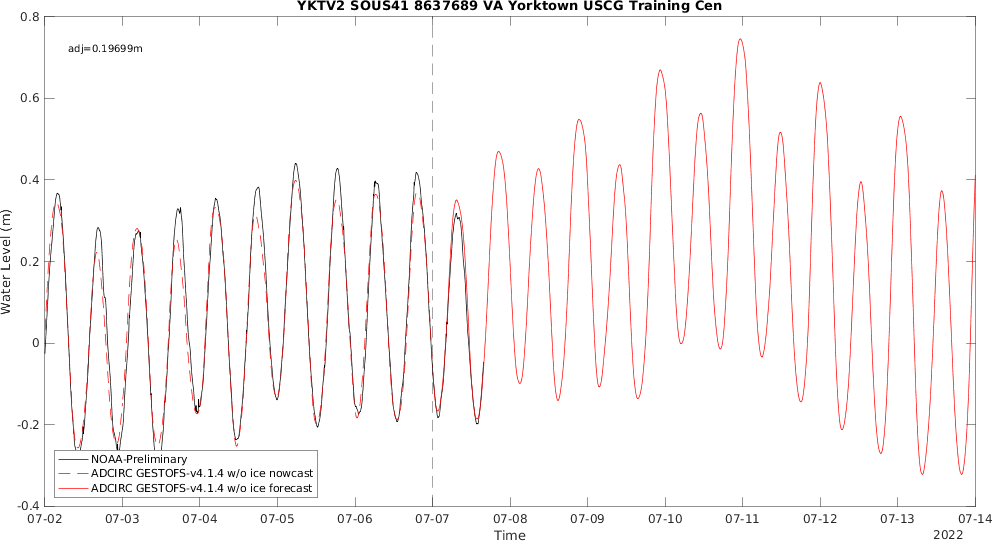 YKTV2 SOUS41 8637689 VA Yorktown USCG Training Cen
adj=0.19699m
Water Level (m)
0.8
0.6
0.4
0.2
0
-0.2
-0.4
NOAA-Preliminary
ADCIRC GESTOFS-v4.1.4 w/o ice nowcast
ADCIRC GESTOFS-v4.1.4 w/o ice forecast
07-02 07-03 07-04 07-05 07-06 07-07 07-08 07-09 07-10 07-11 07-12 07-13 07-14
Time
2022